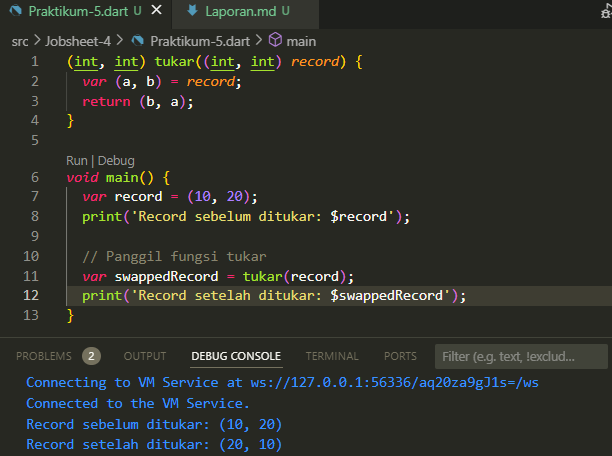 Praktikum-5.dart U Laporan.md U
src > Jobsheet-4 > Praktikum-5.dart > main
1 (int, int) tukar((int, int) record) {
2 var (a, b) = record;
3 return (b, a);
4 }
5
Run | Debug
6 void main() {
7 var record = (10, 20);
8 print('Record sebelum ditukar: $record');
9
10 // Panggil fungsi tukar
11 var swappedRecord = tukar(record);
12 print('Record setelah ditukar: $swappedRecord');
13 }
PROBLEMS 2 OUTPUT DEBUG CONSOLE TERMINAL PORTS Filter (e.g. text, !exclud...
Connecting to VM Service at ws://127.0.0.1:56336/aq20za9gJ1s=/ws
Connected to the VM Service.
Record sebelum ditukar: (10, 20)
Record setelah ditukar: (20, 10)